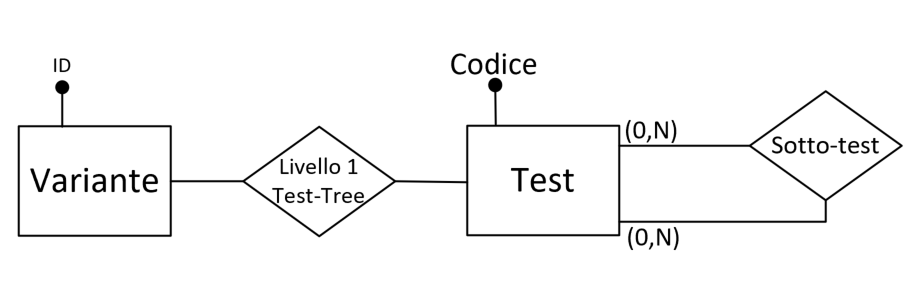 ID
Codice
Variante
Livello 1
Test-Tree
Test
(0,N)
Sotto-test
(0,N)